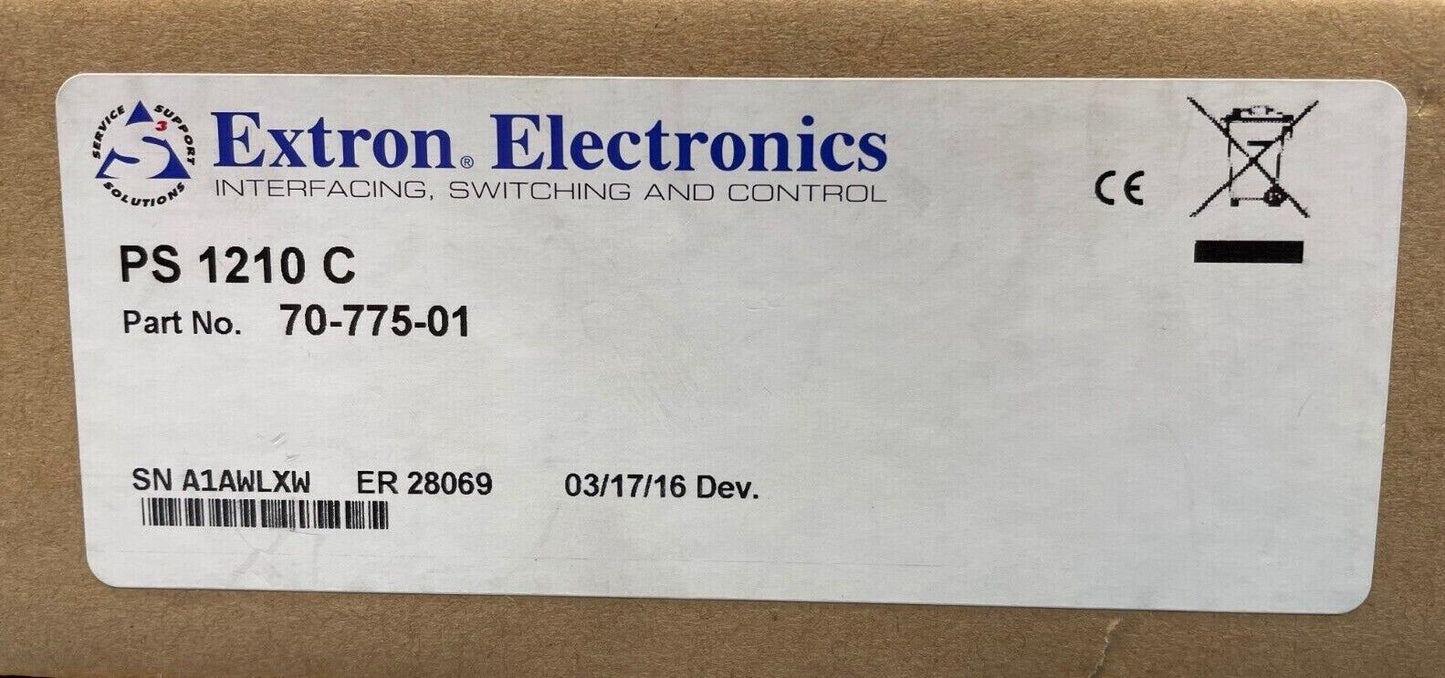 SERVICE SUPPORT SOLUTIONS
S3
Extron® Electronics
INTERFACING, SWITCHING AND CONTROL
CE
PS 1210 C
Part No. 70-775-01
SN A1AWLXW ER 28069 03/17/16 Dev.